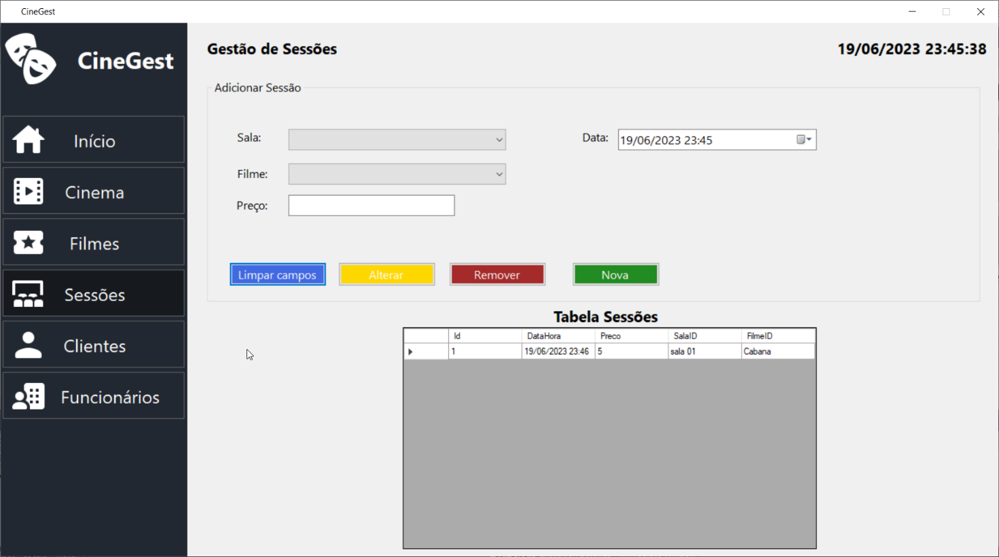 CineGest
CineGest
Gestão de Sessões
19/06/2023 23:45:38
Início
Cinema
Filmes
Sessões
Clientes
Funcionários
Adicionar Sessão
Sala:
Data: 19/06/2023 23:45
Filme:
Preço:
Limpar campos Alterar Remover Nova
Tabela Sessões
Id DataHora Preco SalaID FilmeID
1 19/06/2023 23:46 5 sala 01 Cabana